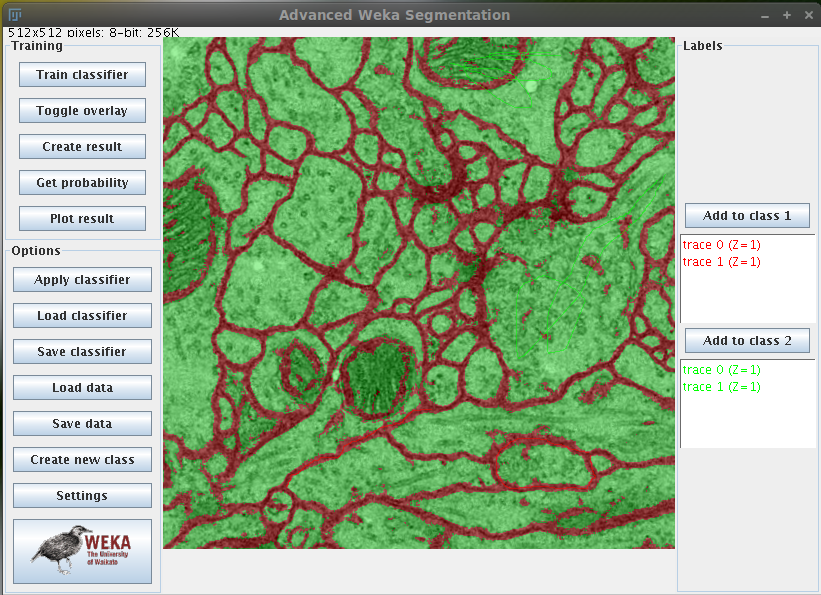 Advanced Weka Segmentation
512x512 pixels: 8-bit: 256K
Training
Train classifier
Toggle overlay
Create result
Get probability
Plot result
Options
Apply classifier
Load classifier
Save classifier
Load data
Save data
Create new class
Settings
WEKA
The University
of Waikato
Labels
Add to class 1
trace 0 (Z=1)
trace 1 (Z=1)
Add to class 2
trace 0 (Z=1)
trace 1 (Z=1)